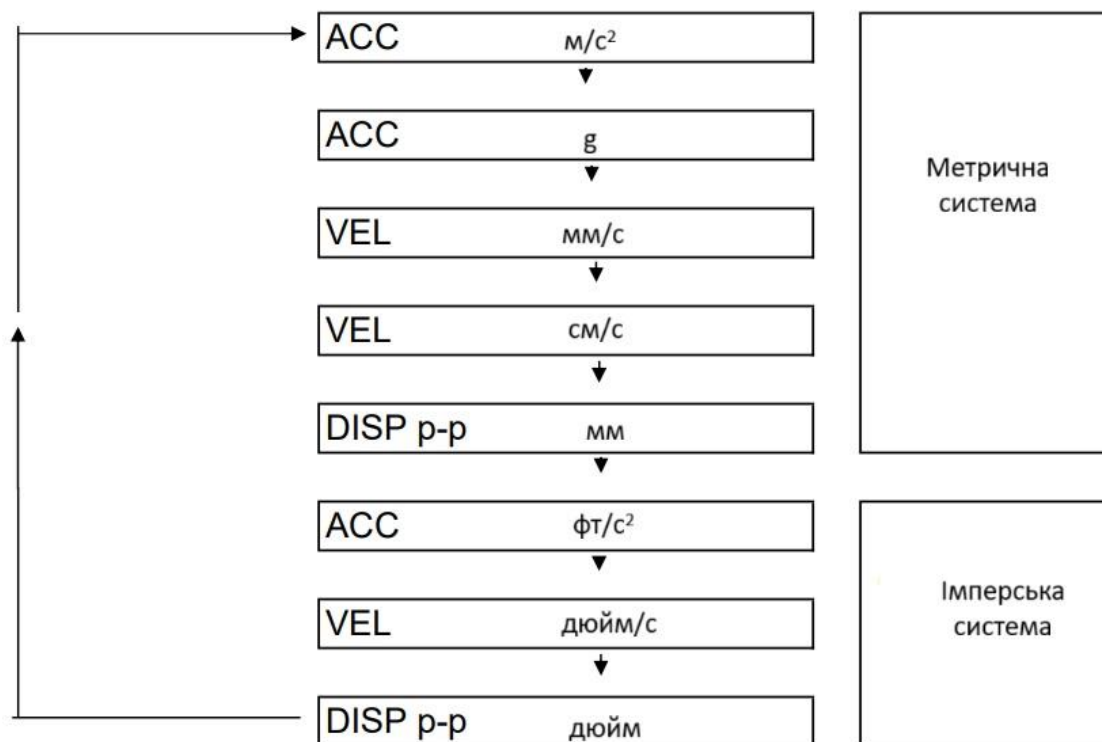 ACC м/с²
ACC g
VEL мм/с
VEL см/с
DISP p-p мм
Метрична
система
ACC фт/с²
VEL дюйм/с
DISP p-p дюйм
Імперська
система